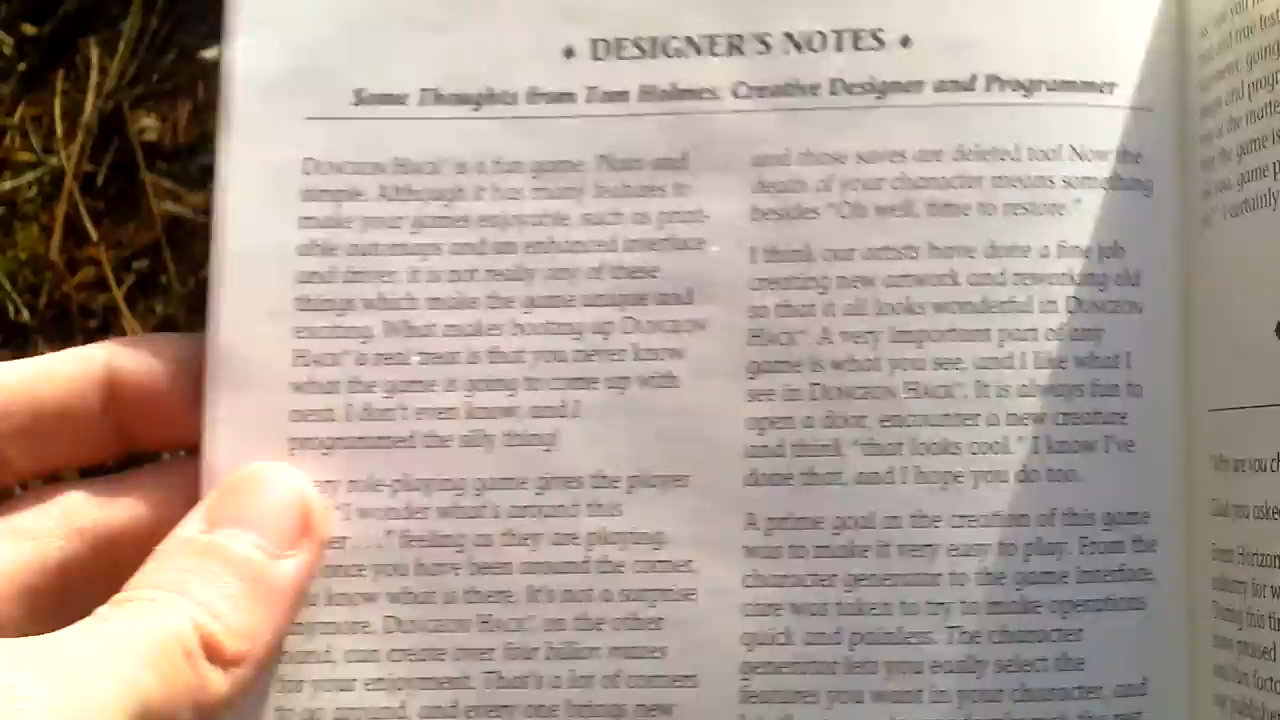 ♦ DESIGNER'S NOTES ♦
Some Thoughts from Tom Holmes, Creative Designer and Programmer
DUNGEON HACK™ is a fun game. Plain and
simple. Although it has many features to
make your games enjoyable, such as print-
able automaps and an enhanced interface
and driver, it is not really any of these
things which make the game unique and
exciting. What makes booting up DUNGEON
HACK™ a real treat is that you never know
what the game is going to come up with
next. I don't even know, and I
programmed the silly thing!
role-playing game gives the player
"I wonder what's around this
...." feeling as they are playing.
once you have been around the corner,
know what is there. It's not a surprise
anymore. DUNGEON HACK™, on the other
hand, can create over four billion mazes
for your enjoyment. That's a lot of corners
to go around, and every one brings new
and those saves are deleted too! Now the
death of your character means something
besides "Oh well, time to restore."
I think our artists have done a fine job
creating new artwork and reworking old
so that it all looks wonderful in DUNGEON
HACK™. A very important part of any
game is what you see, and I like what I
see in DUNGEON HACK™. It is always fun to
open a door, encounter a new creature
and think "that looks cool." I know I've
done that, and I hope you do too.
A prime goal in the creation of this game
was to make it very easy to play. From the
character generator to the game interface,
care was taken to try to make operations
quick and painless. The character
generator lets you easily select the
features you want in your character, and